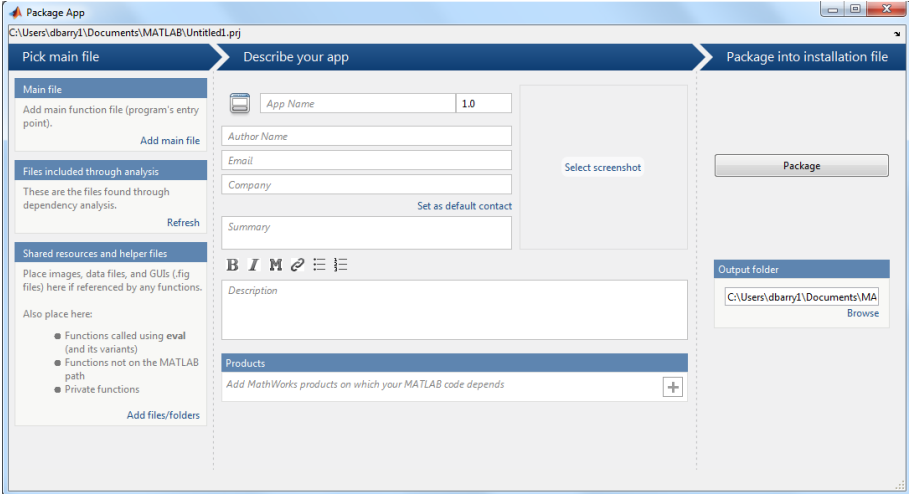 Package App
C:\Users\dbarry1\Documents\MATLAB\Untitled1.prj
Pick main file
Describe your app
Package into installation file
Main file
Add main function file (program's entry
point).
Add main file
Files included through analysis
These are the files found through
dependency analysis.
Refresh
Shared resources and helper files
Place images, data files, and GUIs (.fig
files) here if referenced by any functions.
Also place here:
Functions called using eval
(and its variants)
Functions not on the MATLAB
path
Private functions
Add files/folders
App Name
1.0
Author Name
Email
Company
Set as default contact
Summary
B I M
Description
Select screenshot
Products
Add MathWorks products on which your MATLAB code depends
Package
Output folder
C:\Users\dbarry1\Documents\MA
Browse